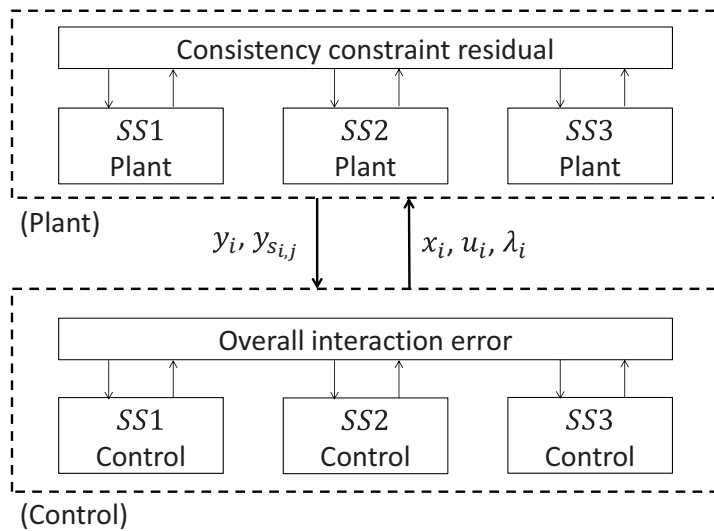 Consistency constraint residual
SS1 SS2 SS3
Plant Plant Plant
(Plant)
y_i, y_{s_{i,j}} x_i, u_i, λ_i
Overall interaction error
SS1 SS2 SS3
Control Control Control
(Control)